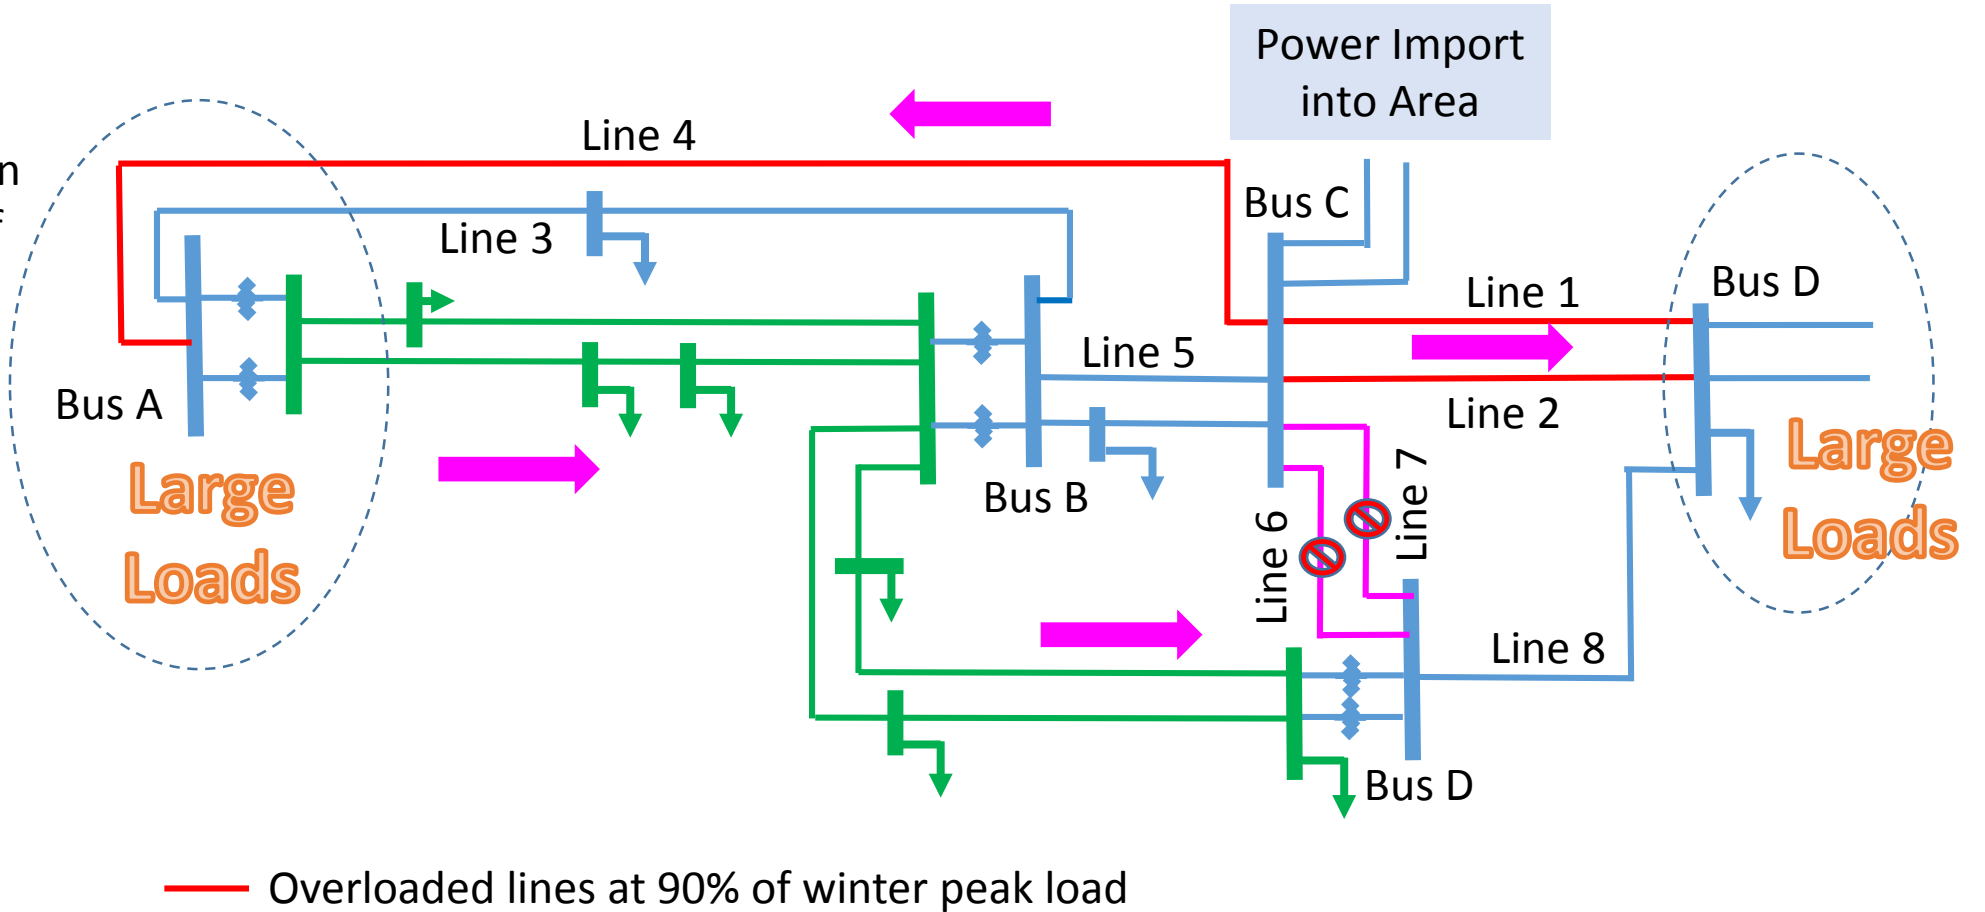 Power Import
into Area
Line 4
n
Bus C
Line 3
Bus D
Line 1
Line 5
Bus A
Line 2
Large
Loads
Large
Loads
Bus B
Line 7
Line 6
Line 8
Bus D
Overloaded lines at 90% of winter peak load